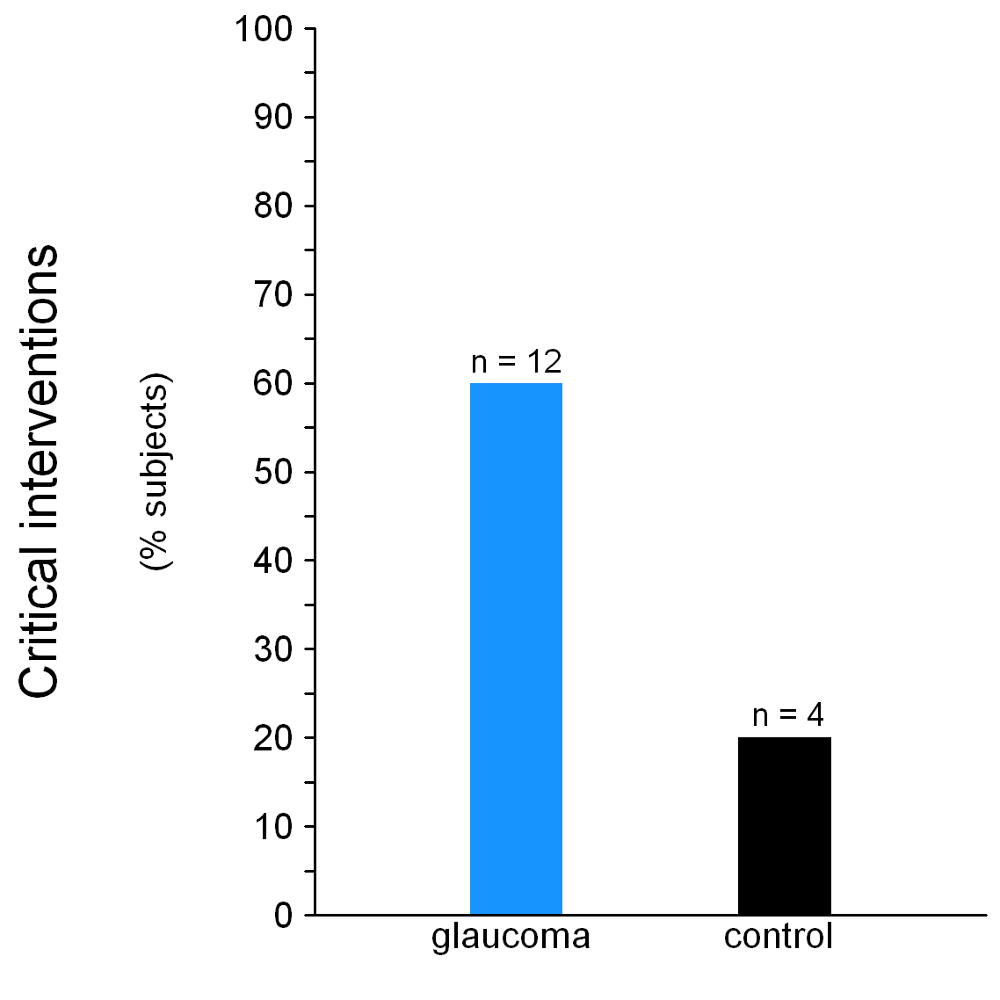 Critical interventions
(% subjects)
100
90
80
70
60
50
40
30
20
10
0
n = 12
n = 4
glaucoma
control